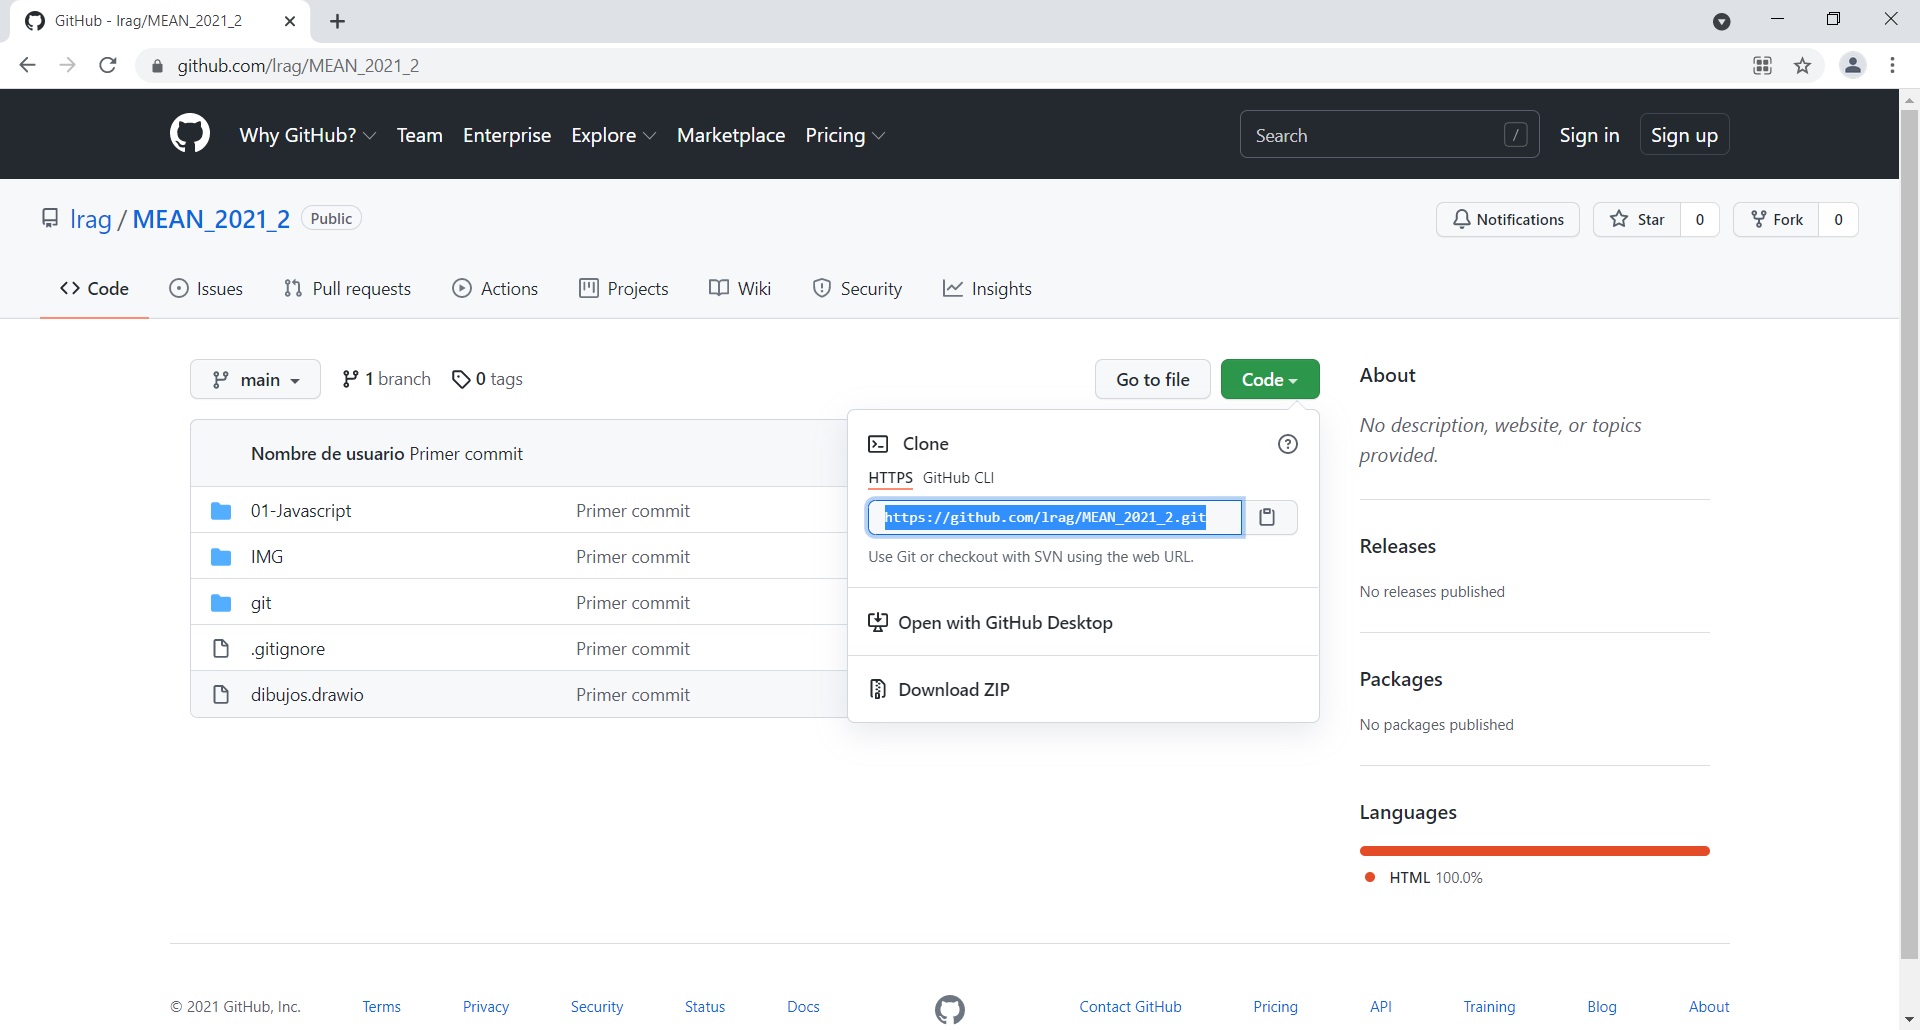 GitHub - lrag/MEAN_2021_2
github.com/lrag/MEAN_2021_2
Why GitHub? Team Enterprise Explore Marketplace Pricing Search / Sign in Sign up
lrag / MEAN_2021_2 Public Notifications Star 0 Fork 0
Code Issues Pull requests Actions Projects Wiki Security Insights
main 1 branch 0 tags Go to file Code
Nombre de usuario Primer commit
01-Javascript Primer commit
IMG Primer commit
git Primer commit
.gitignore Primer commit
dibujos.drawio Primer commit
Clone
HTTPS GitHub CLI
https://github.com/lrag/MEAN_2021_2.git
Use Git or checkout with SVN using the web URL.
Open with GitHub Desktop
Download ZIP
About
No description, website, or topics
provided.
Releases
No releases published
Packages
No packages published
Languages
HTML 100.0%
© 2021 GitHub, Inc. Terms Privacy Security Status Docs Contact GitHub Pricing API Training Blog About